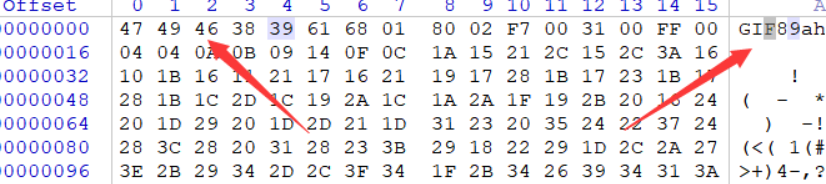 Offset 0 1 2 3 4 5 6 7 8 9 10 11 12 13 14 15 A
00000000 47 49 46 38 39 61 68 01 80 02 F7 00 31 00 FF 00 GIF89ah
00000016 04 04 0A 0B 09 14 0F 0C 1A 15 21 2C 15 2C 3A 16
00000032 10 1B 16 21 17 16 21 19 17 28 1B 17 23 1B !
00000048 28 1B 1C 2D 1C 19 2A 1C 1A 2A 1F 19 2B 20 24 ( - *
00000064 20 1D 29 20 1D 2D 21 1D 31 23 20 35 24 22 37 24 ) -!
00000080 28 3C 28 20 31 28 23 3B 29 18 22 29 1D 2C 2A 27 (<( 1(#
00000096 3E 2B 29 34 2D 2C 3F 34 1F 2B 34 26 39 34 31 3A >+)4-,?